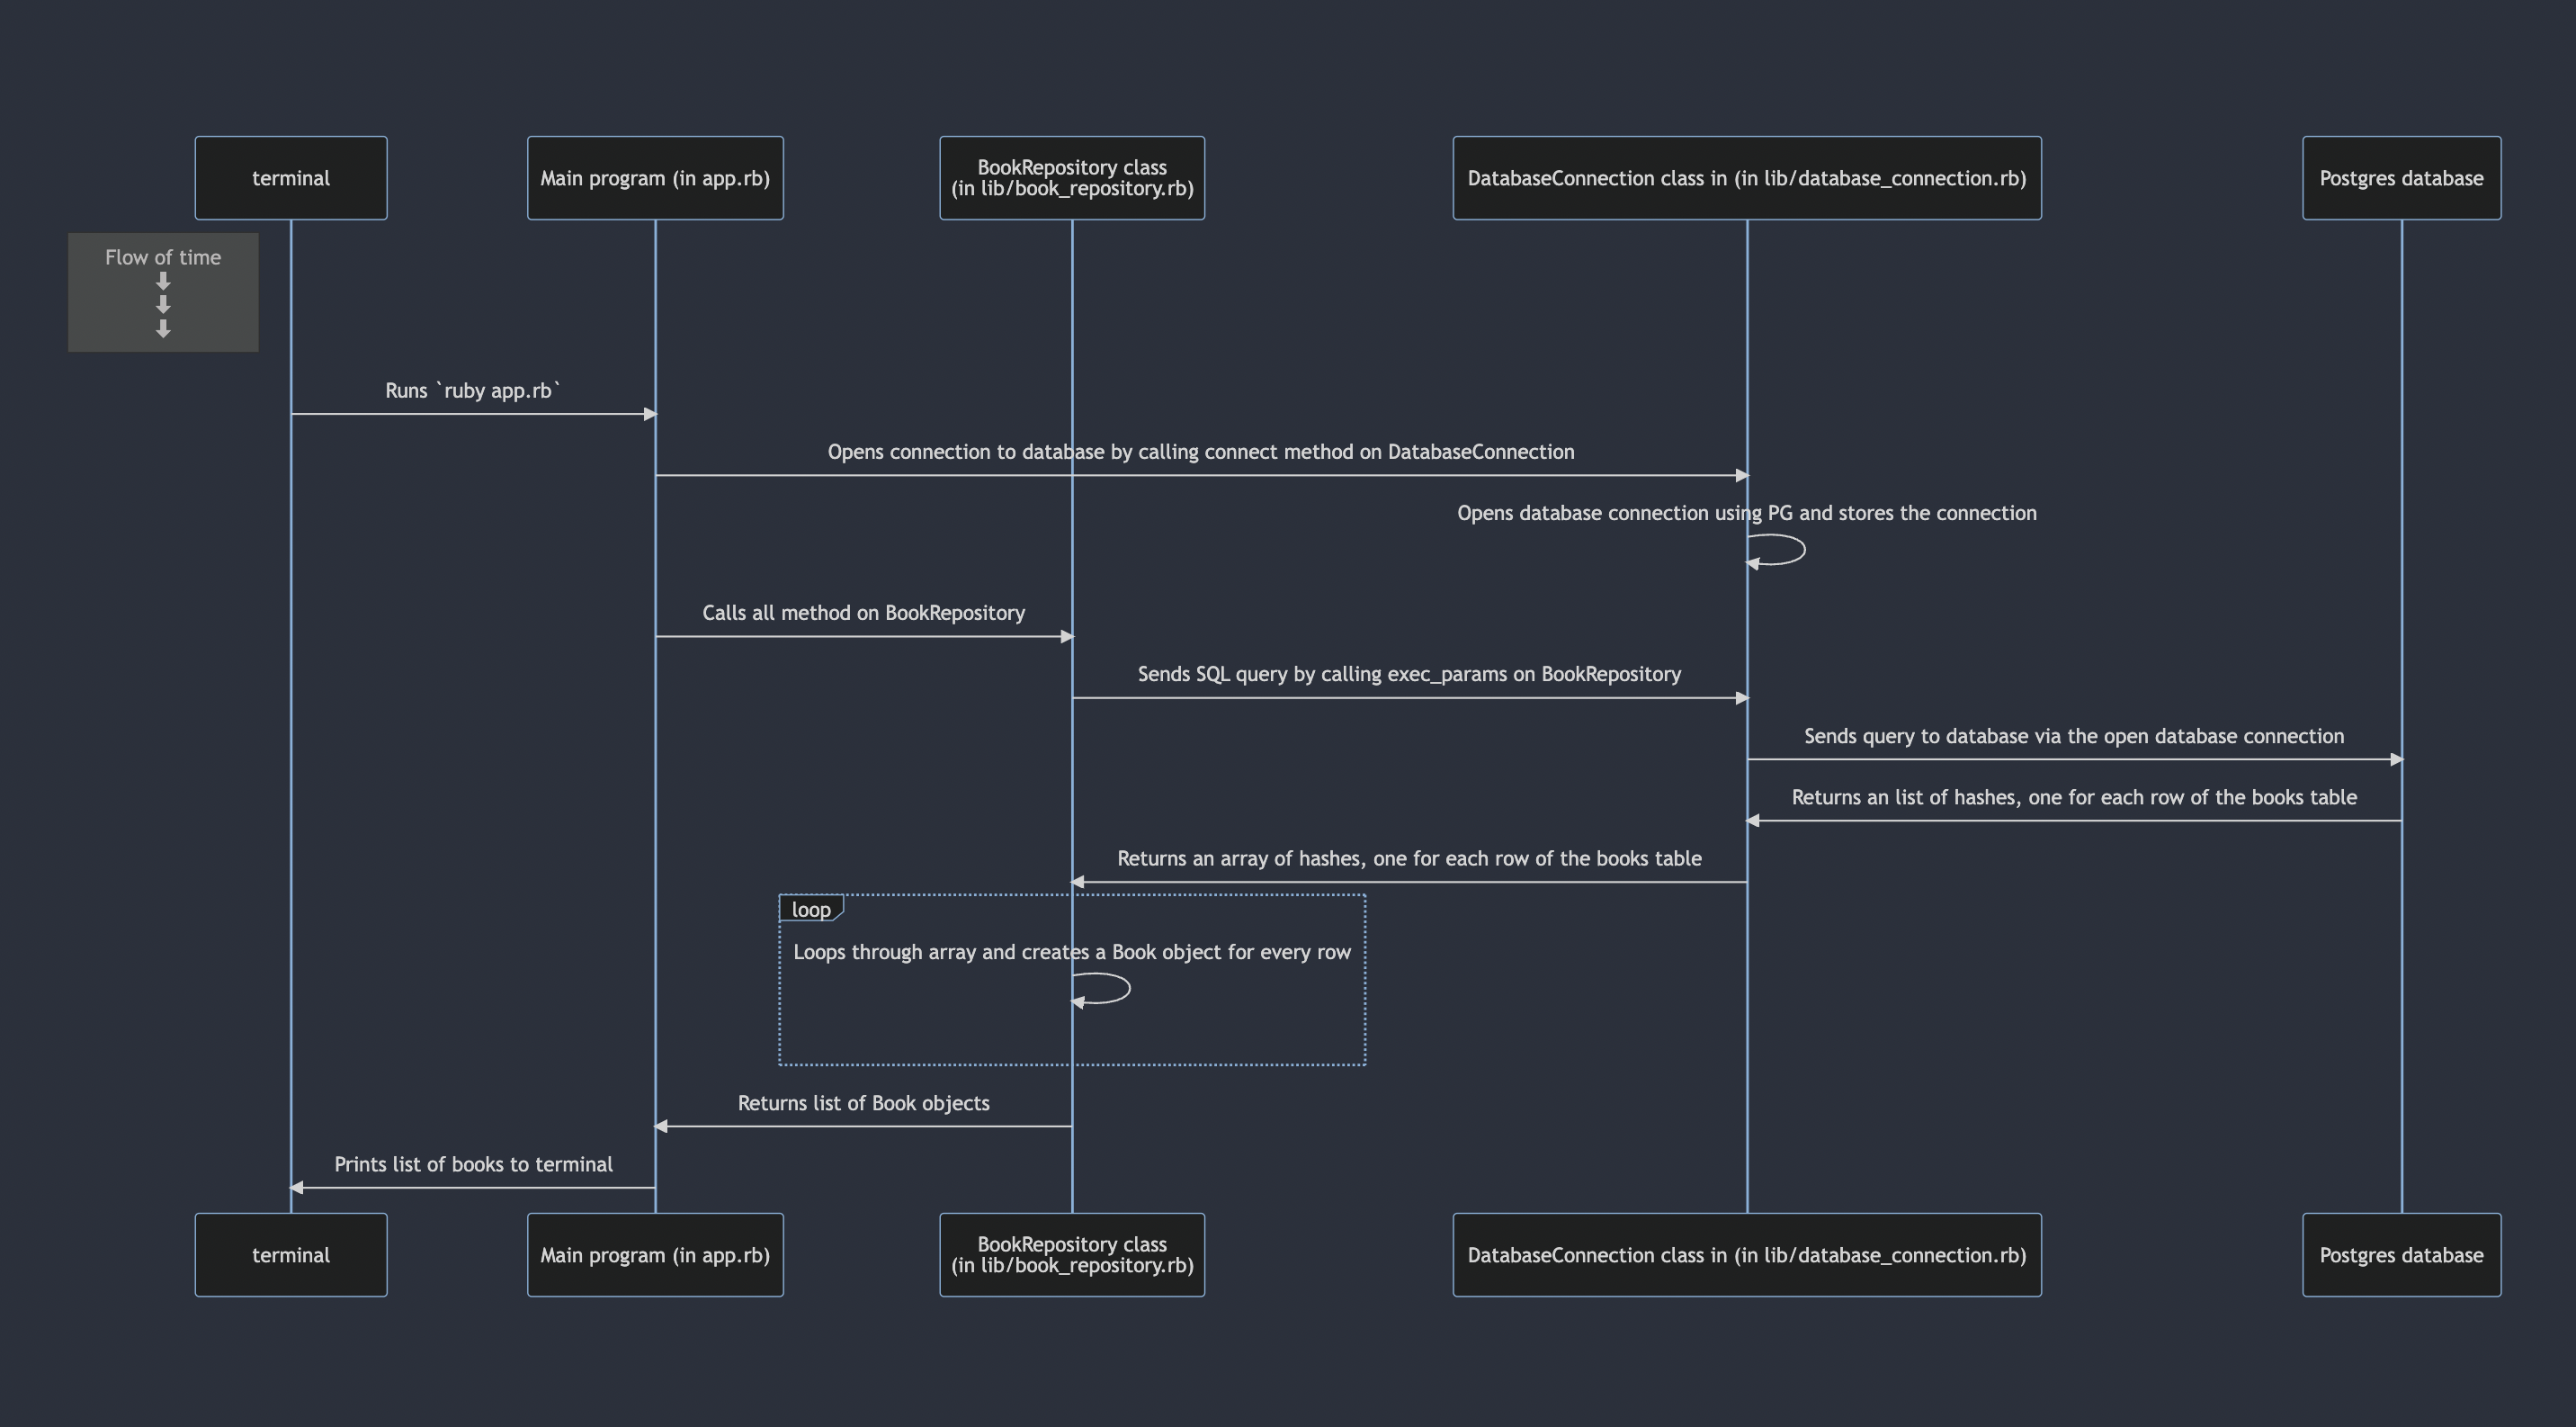 terminal
Main program (in app.rb)
BookRepository class
(in lib/book_repository.rb)
DatabaseConnection class in (in lib/database_connection.rb)
Postgres database
Flow of time
Runs `ruby app.rb`
Opens connection to database by calling connect method on DatabaseConnection
Opens database connection using PG and stores the connection
Calls all method on BookRepository
Sends SQL query by calling exec_params on BookRepository
Sends query to database via the open database connection
Returns an list of hashes, one for each row of the books table
Returns an array of hashes, one for each row of the books table
loop
Loops through array and creates a Book object for every row
Returns list of Book objects
Prints list of books to terminal
terminal
Main program (in app.rb)
BookRepository class
(in lib/book_repository.rb)
DatabaseConnection class in (in lib/database_connection.rb)
Postgres database